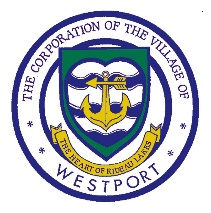 THE CORPORATION OF THE VILLAGE OF
THE HEART OF RIDEAU LAKES
WESTPORT